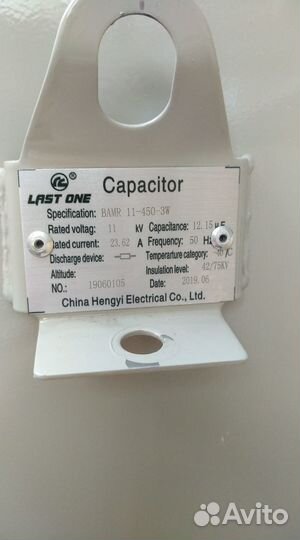 LAST ONE ® Capacitor
Specification: BAMR 11-450-3W
Rated voltag: 11 kV Capacitance: 12.15 µF
Rated current: 23.62 A Frequency: 50 Hz
Discharge device: Temperarture category: /C
Altitude: Insulation level: 42/75KV
NO.: 19060105 Date: 2019.06
China Hengyi Electrical Co., Ltd.
Avito